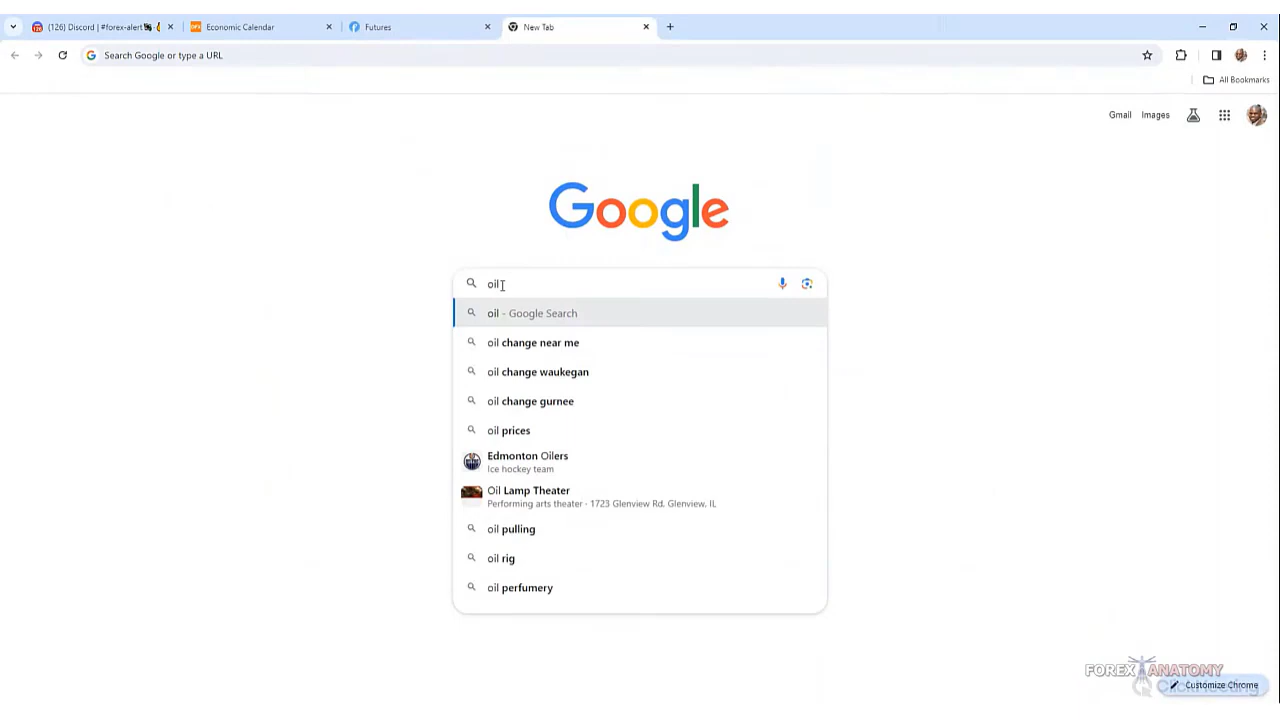 (126) Discord | #forex-alert
Economic Calendar
Futures
New Tab
Search Google or type a URL
All Bookmarks
Gmail
Images
Google
oil
oil - Google Search
oil change near me
oil change waukegan
oil change gurnee
oil prices
Edmonton Oilers
Ice hockey team
Oil Lamp Theater
Performing arts theater · 1723 Glenview Rd, Glenview, IL
oil pulling
oil rig
oil perfumery
FOREX ANATOMY
ClickMeeting
Customize Chrome